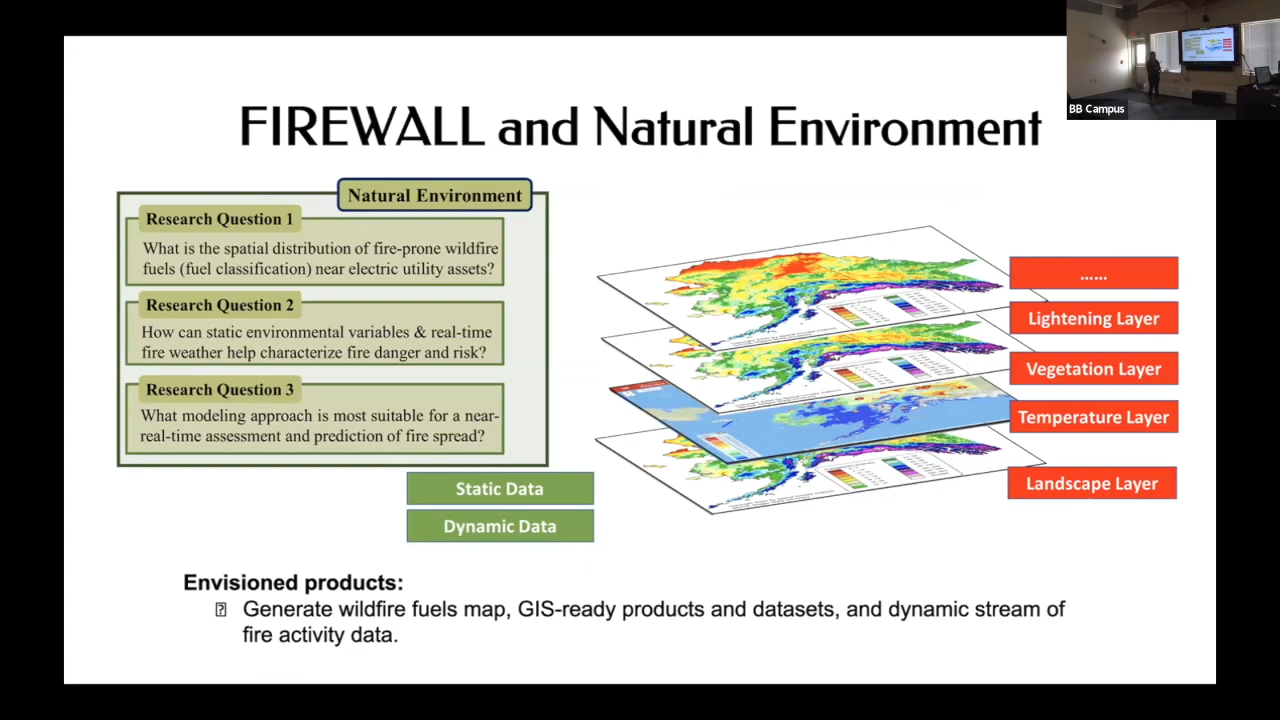 BB Campus
FIREWALL and Natural Environment
Natural Environment
Research Question 1
What is the spatial distribution of fire-prone wildfire
fuels (fuel classification) near electric utility assets?
Research Question 2
How can static environmental variables & real-time
fire weather help characterize fire danger and risk?
Research Question 3
What modeling approach is most suitable for a near-
real-time assessment and prediction of fire spread?
Static Data
Dynamic Data
......
Lightening Layer
Vegetation Layer
Temperature Layer
Landscape Layer
Envisioned products:
Generate wildfire fuels map, GIS-ready products and datasets, and dynamic stream of
fire activity data.